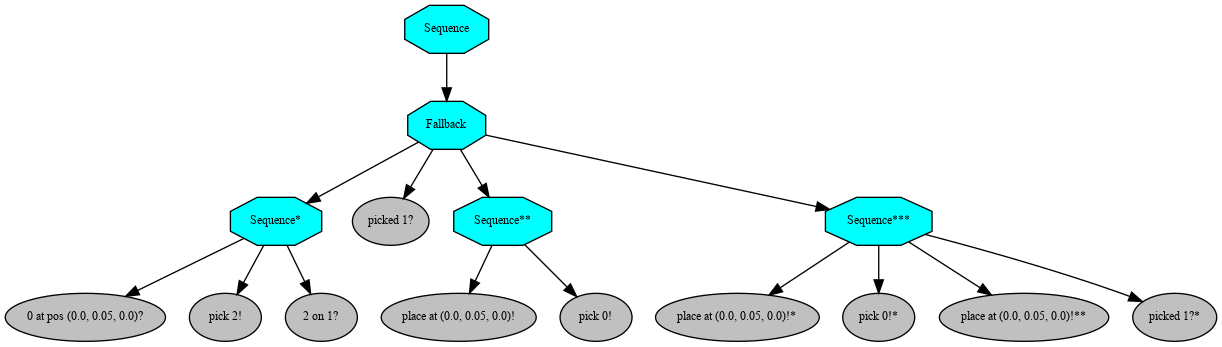 Sequence
Fallback
Sequence*
picked 1?
Sequence**
Sequence***
0 at pos (0.0, 0.05, 0.0)?
pick 2!
2 on 1?
place at (0.0, 0.05, 0.0)!
pick 0!
place at (0.0, 0.05, 0.0)!*
pick 0!*
place at (0.0, 0.05, 0.0)!**
picked 1?*